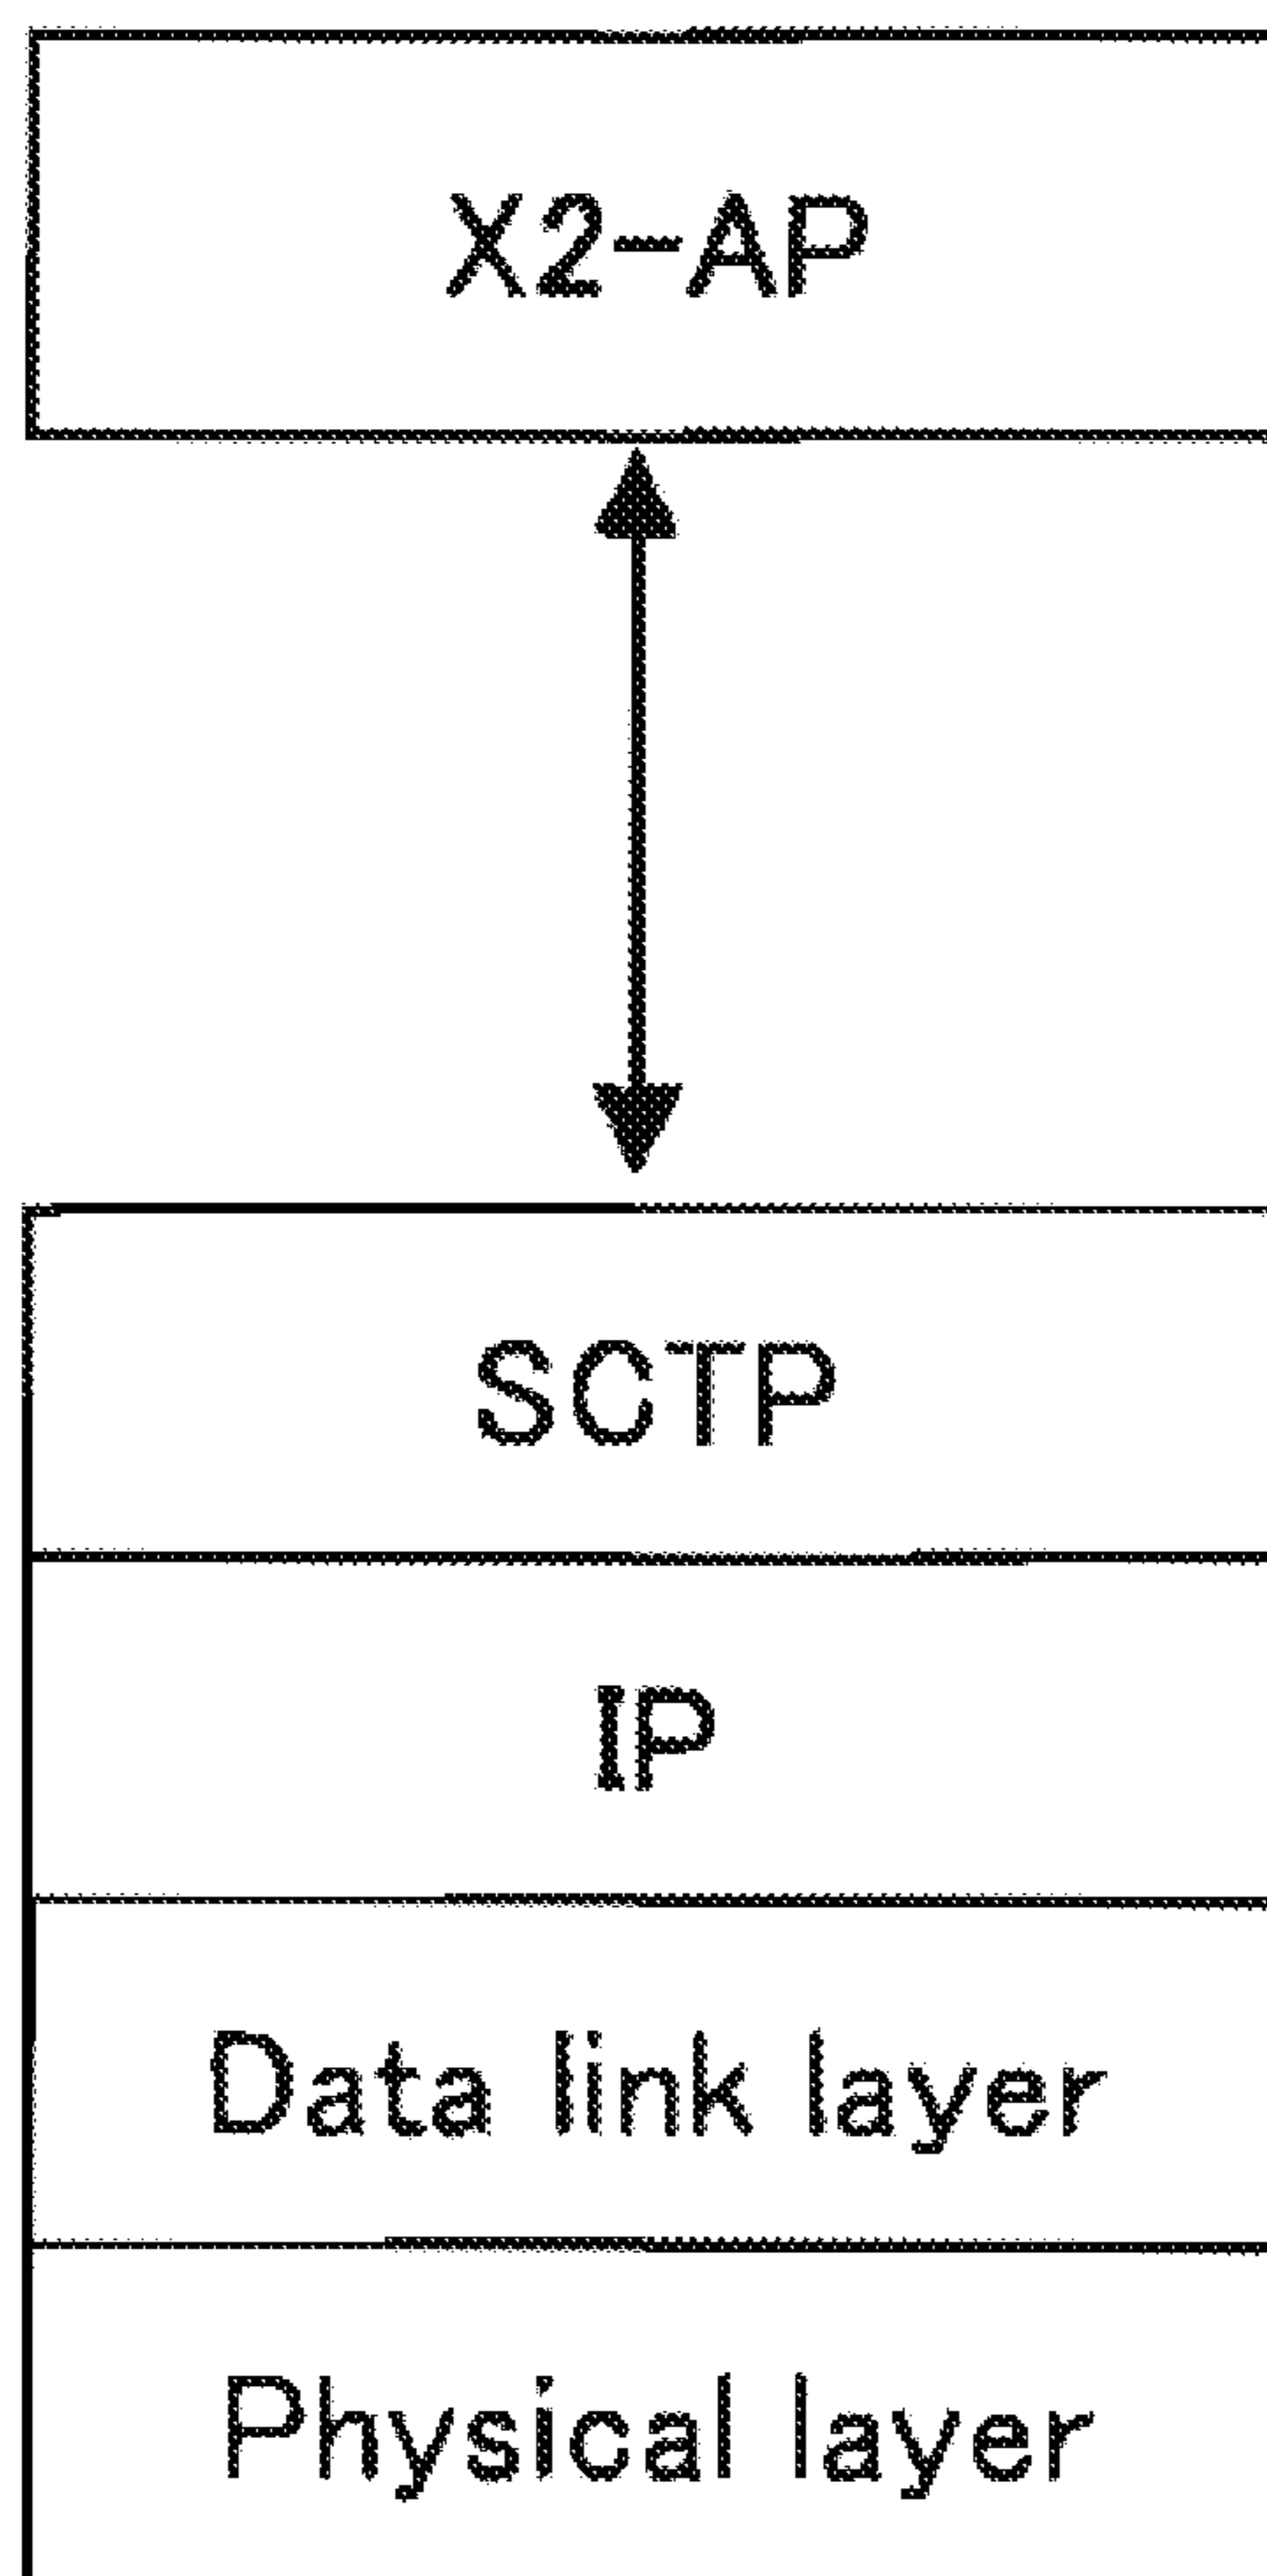 X2-AP
SCTP
IP
Data link layer
Physical layer